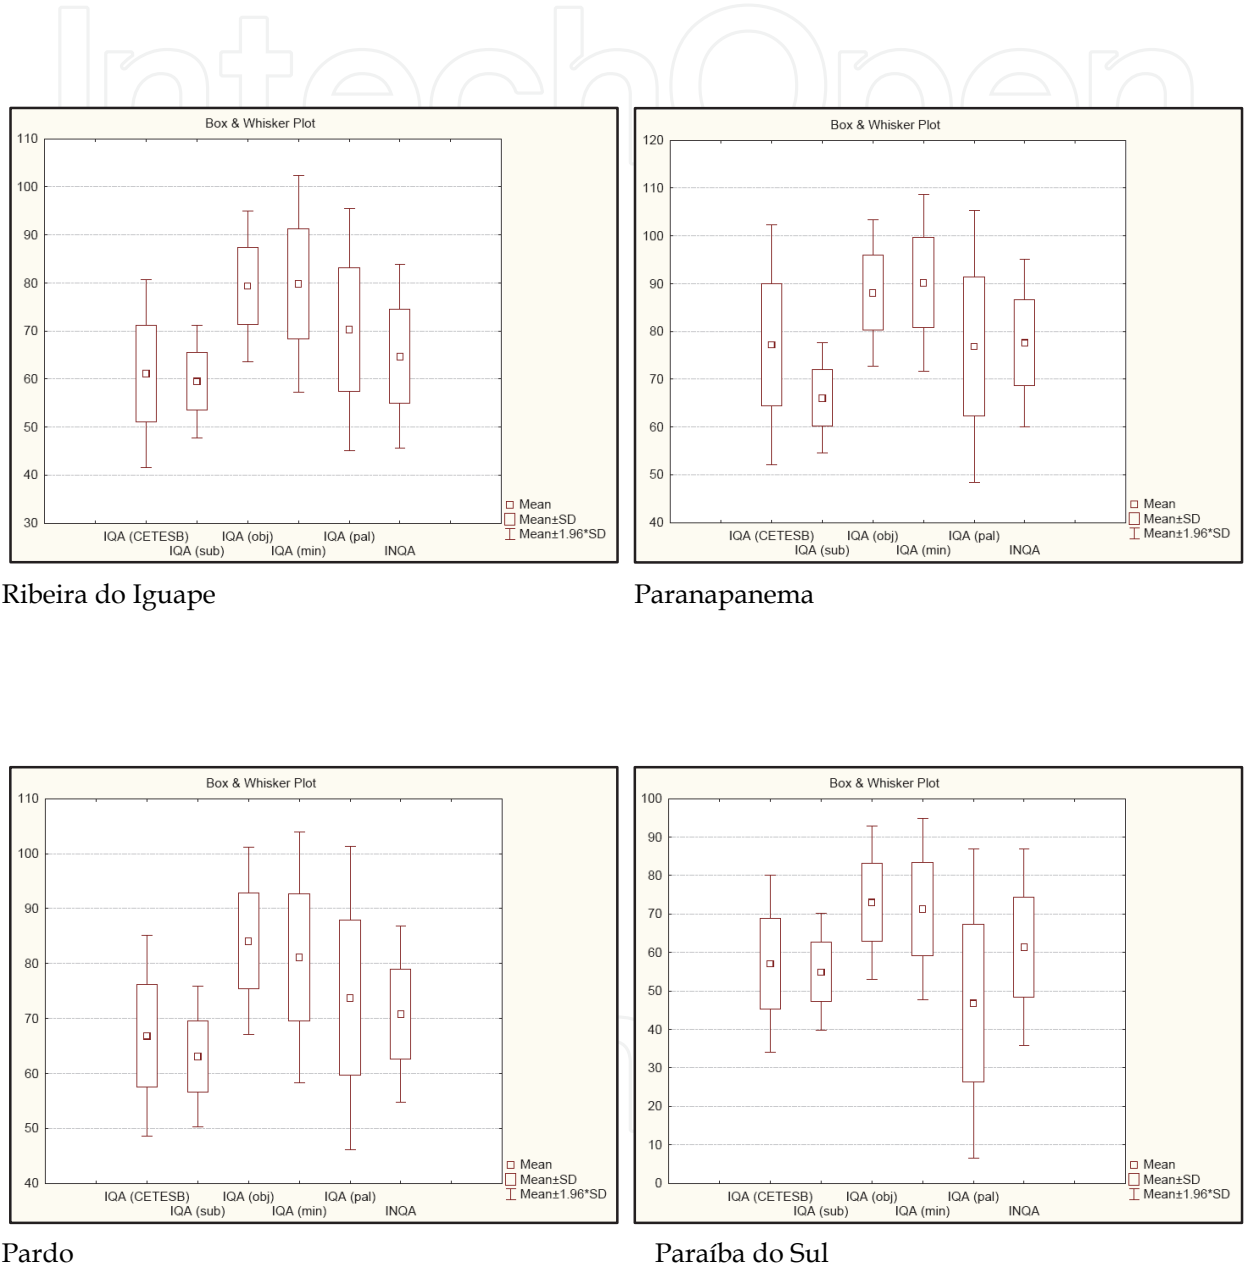 IntechOpen
Box & Whisker Plot
110
100
90
80
70
60
50
40
30
IQA (CETESB) IQA (obj) IQA (pal)
IQA (sub) IQA (min) INQA
Mean
Mean±SD
Mean±1.96*SD
Ribeira do Iguape
Box & Whisker Plot
120
110
100
90
80
70
60
50
40
IQA (CETESB) IQA (obj) IQA (pal)
IQA (sub) IQA (min) INQA
Mean
Mean±SD
Mean±1.96*SD
Paranapanema
Box & Whisker Plot
110
100
90
80
70
60
50
40
IQA (CETESB) IQA (obj) IQA (pal)
IQA (sub) IQA (min) INQA
Mean
Mean±SD
Mean±1.96*SD
Pardo
Box & Whisker Plot
100
90
80
70
60
50
40
30
20
10
0
IQA (CETESB) IQA (obj) IQA (pal)
IQA (sub) IQA (min) INQA
Mean
Mean±SD
Mean±1.96*SD
Paraíba do Sul